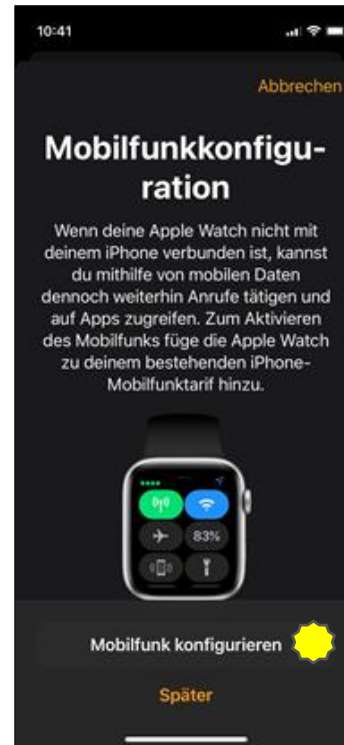 10:41
Abbrechen
Mobilfunkkonfigu-
ration
Wenn deine Apple Watch nicht mit
deinem iPhone verbunden ist, kannst
du mithilfe von mobilen Daten
dennoch weiterhin Anrufe tätigen und
auf Apps zugreifen. Zum Aktivieren
des Mobilfunks füge die Apple Watch
zu deinem bestehenden iPhone-
Mobilfunktarif hinzu.
83%
Mobilfunk konfigurieren
Später